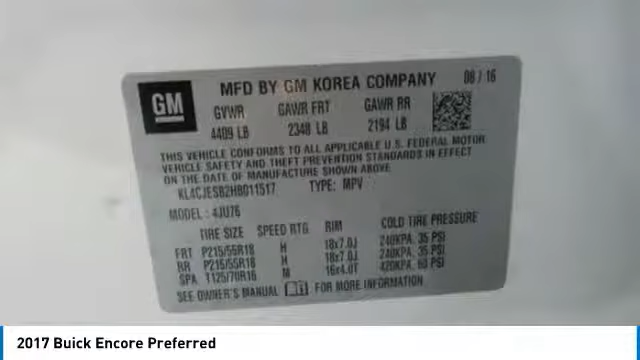 GM
MFD BY GM KOREA COMPANY 08 / 16
GVWR GAWR FRT GAWR RR
4409 LB 2348 LB 2194 LB
THIS VEHICLE CONFORMS TO ALL APPLICABLE U.S. FEDERAL MOTOR
VEHICLE SAFETY AND THEFT PREVENTION STANDARDS IN EFFECT
ON THE DATE OF MANUFACTURE SHOWN ABOVE
KL4CJESB2HB011517 TYPE: MPV
MODEL: 4JU76
TIRE SIZE SPEED RTG RIM COLD TIRE PRESSURE
FRT P215/55R18 H 18x7.0J 240KPA, 35 PSI
RR P215/55R18 H 18x7.0J 240KPA, 35 PSI
SPA T125/70R16 M 16x4.0T 420KPA, 60 PSI
SEE OWNER'S MANUAL FOR MORE INFORMATION
2017 Buick Encore Preferred